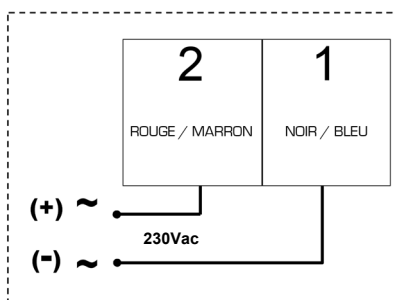 2 1
ROUGE / MARRON NOIR / BLEU
(+) ~
230Vac
(-) ~